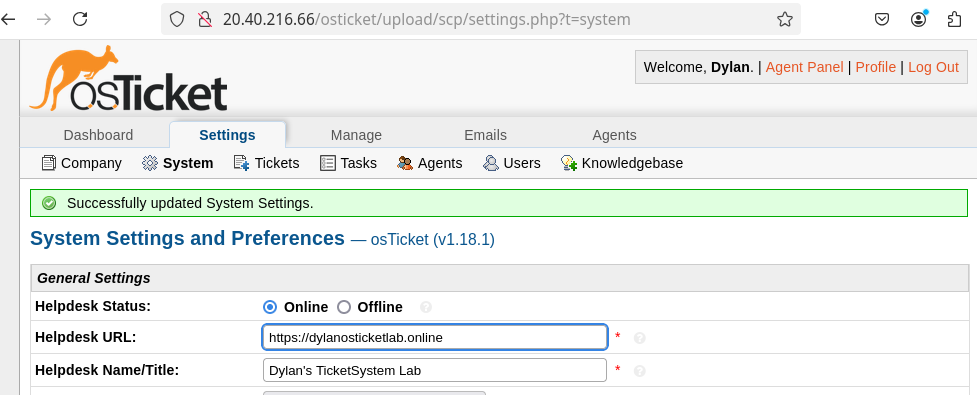 20.40.216.66/osticket/upload/scp/settings.php?t=system
osTicket
Welcome, Dylan. | Agent Panel | Profile | Log Out
Dashboard Settings Manage Emails Agents
Company System Tickets Tasks Agents Users Knowledgebase
Successfully updated System Settings.
System Settings and Preferences — osTicket (v1.18.1)
General Settings
Helpdesk Status: Online Offline ?
Helpdesk URL: https://dylanosticketlab.online * ?
Helpdesk Name/Title: Dylan's TicketSystem Lab * ?